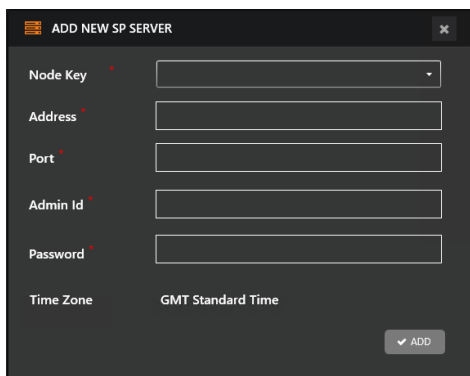 ADD NEW SP SERVER
Node Key *
Address *
Port *
Admin Id *
Password *
Time Zone GMT Standard Time
ADD